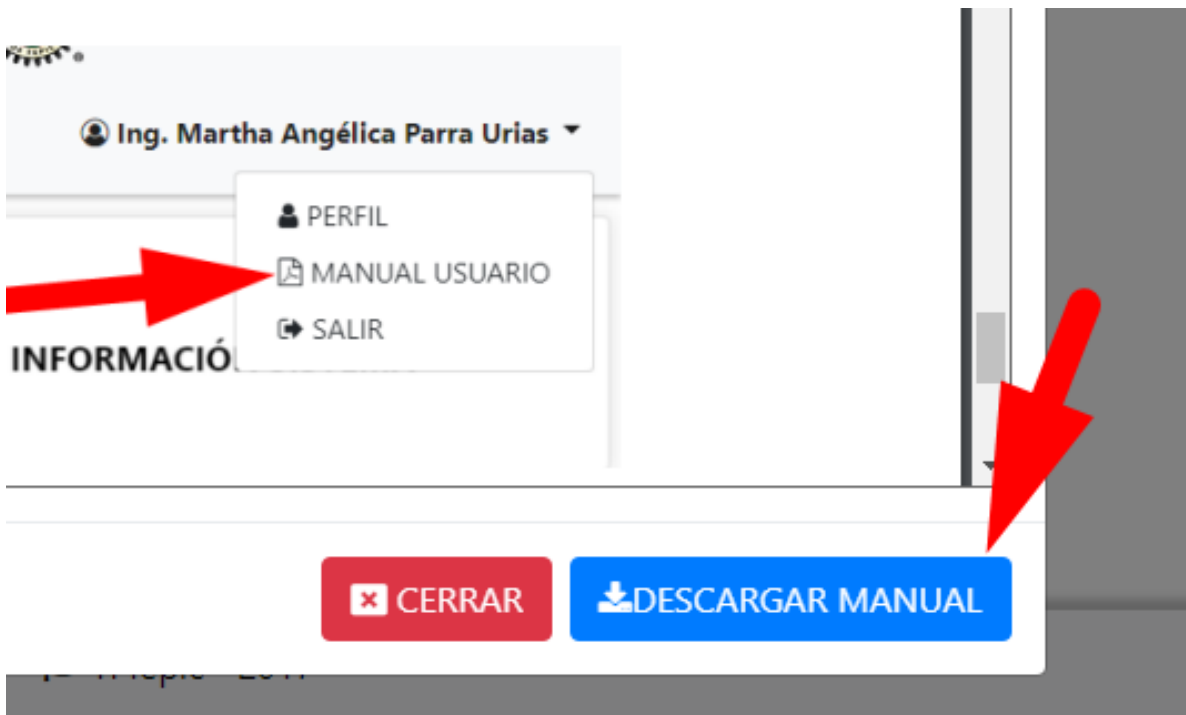 Ing. Martha Angélica Parra Urias
PERFIL
MANUAL USUARIO
SALIR
INFORMACIÓ
CERRAR
DESCARGAR MANUAL